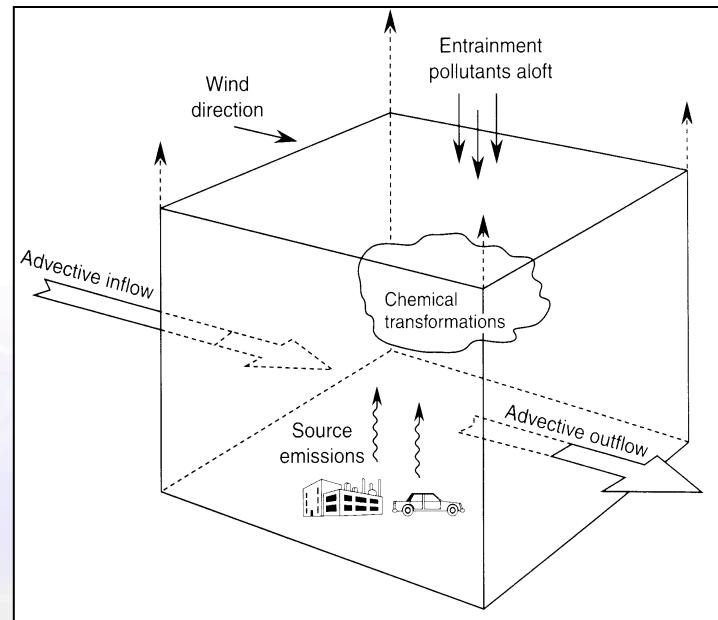 Entrainment
pollutants aloft
Wind
direction
Advective inflow
Chemical
transformations
Source
emissions
Advective outflow